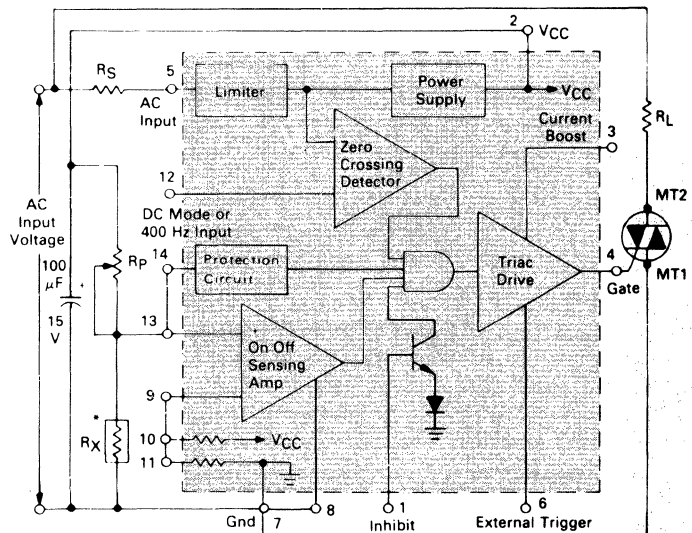 2
VCC
RS
5
AC
Input
Limiter
Power
Supply
VCC
Current
Boost
3
RL
Zero
Crossing
Detector
12
DC Mode or
400 Hz Input
AC
Input
Voltage
100
μF
+
15
V
RP
14
Protection
Circuit
Triac
Drive
MT2
4
Gate
MT1
13
+
On Off
Sensing
Amp
9
*
RX
10
VCC
11
Gnd
7
8
1
Inhibit
6
External Trigger